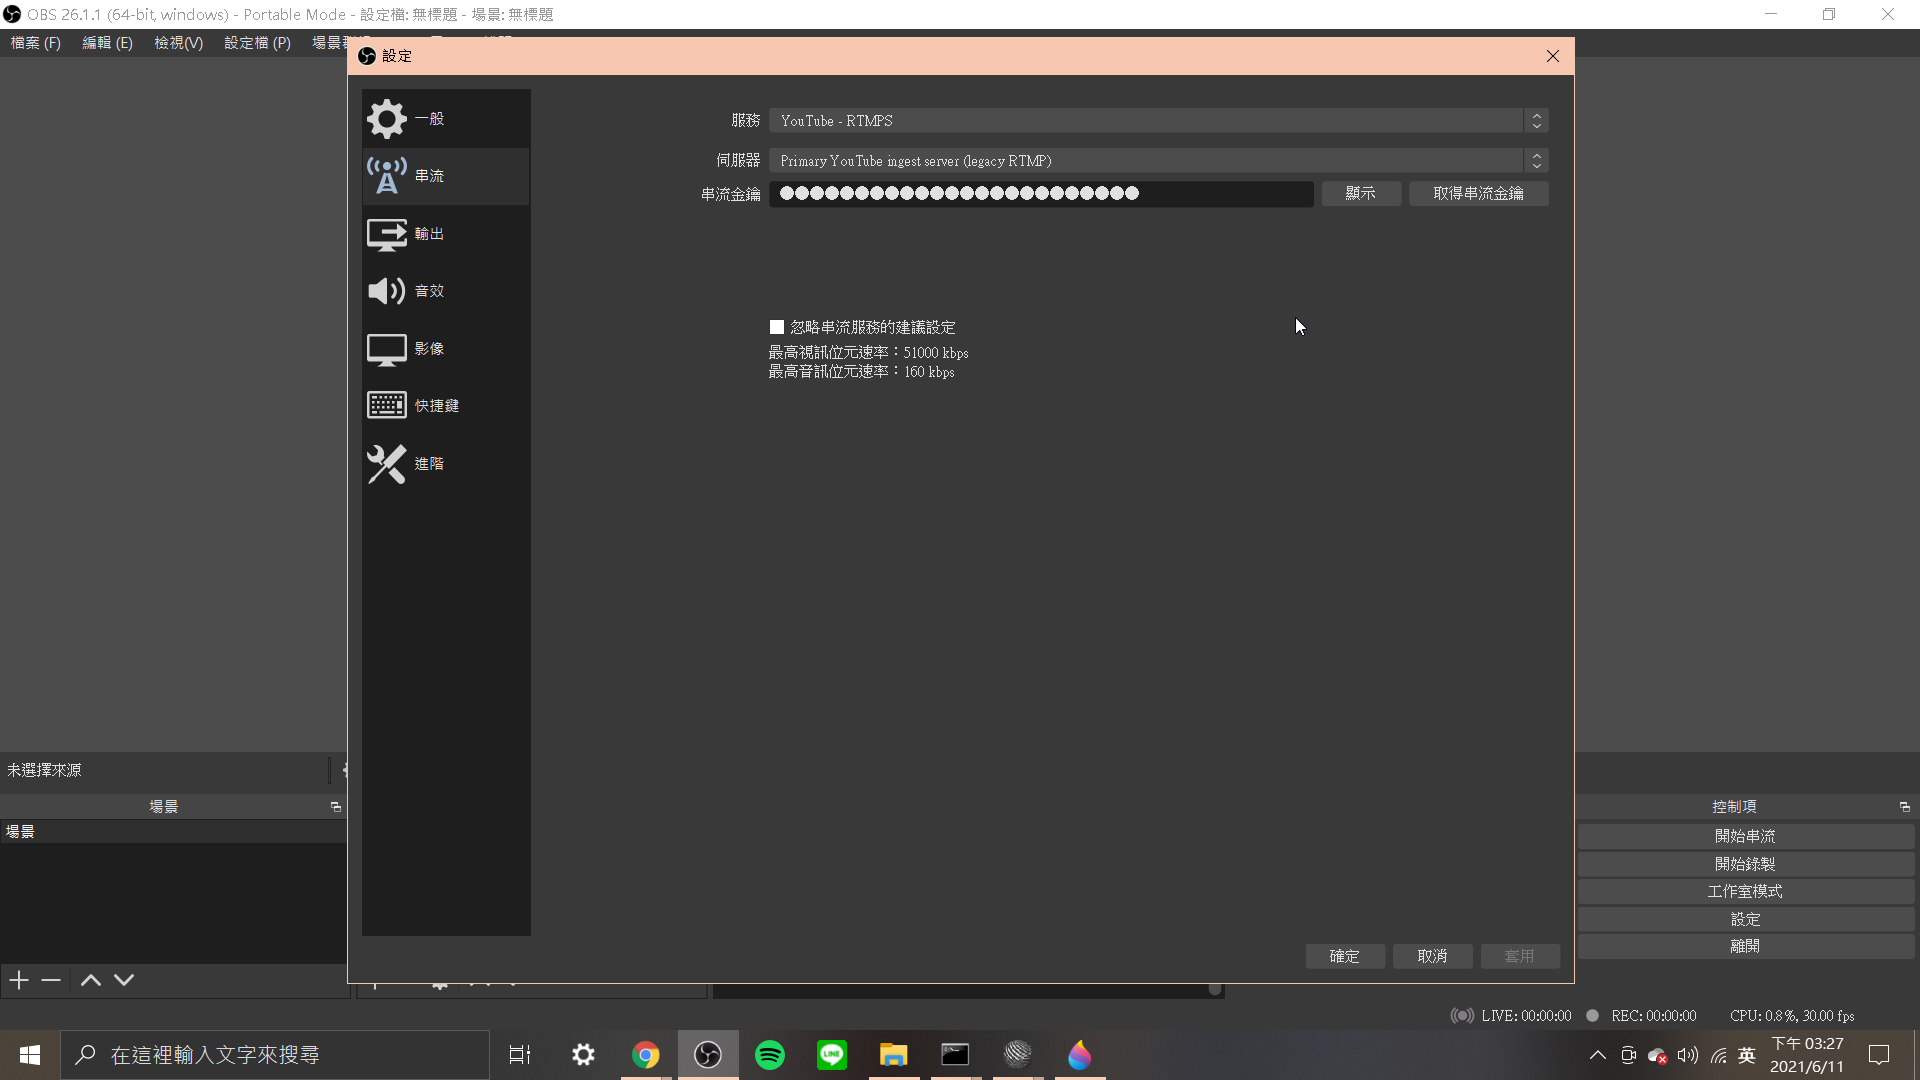 OBS 26.1.1 (64-bit, windows) - Portable Mode - 設定檔: 無標題 - 場景: 無標題
檔案 (F) 編輯 (E) 檢視(V) 設定檔 (P)
設定
一般
串流
輸出
音效
影像
快捷鍵
進階
服務 YouTube - RTMPS
伺服器 Primary YouTube ingest server (legacy RTMP)
串流金鑰 ●●●●●●●●●●●●●●●●●●●●●●●● 顯示 取得串流金鑰
忽略串流服務的建議設定
最高視訊位元速率：51000 kbps
最高音訊位元速率：160 kbps
確定 取消 套用
未選擇來源
場景
場景
控制項
開始串流
開始錄製
工作室模式
設定
離開
LIVE: 00:00:00 REC: 00:00:00 CPU: 0.8%, 30.00 fps
在這裡輸入文字來搜尋
LINE
英
下午 03:27
2021/6/11